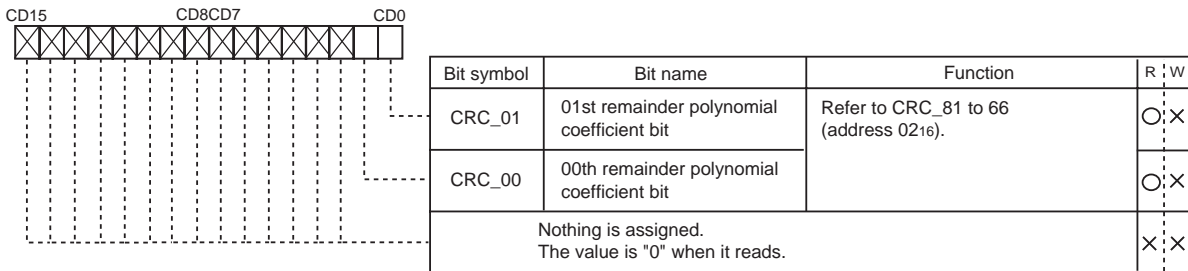 CD15 CD8CD7 CD0
Bit symbol Bit name Function R W
CRC_01 01st remainder polynomial coefficient bit Refer to CRC_81 to 66 (address 0216). O X
CRC_00 00th remainder polynomial coefficient bit O X
Nothing is assigned.
The value is "0" when it reads. X X